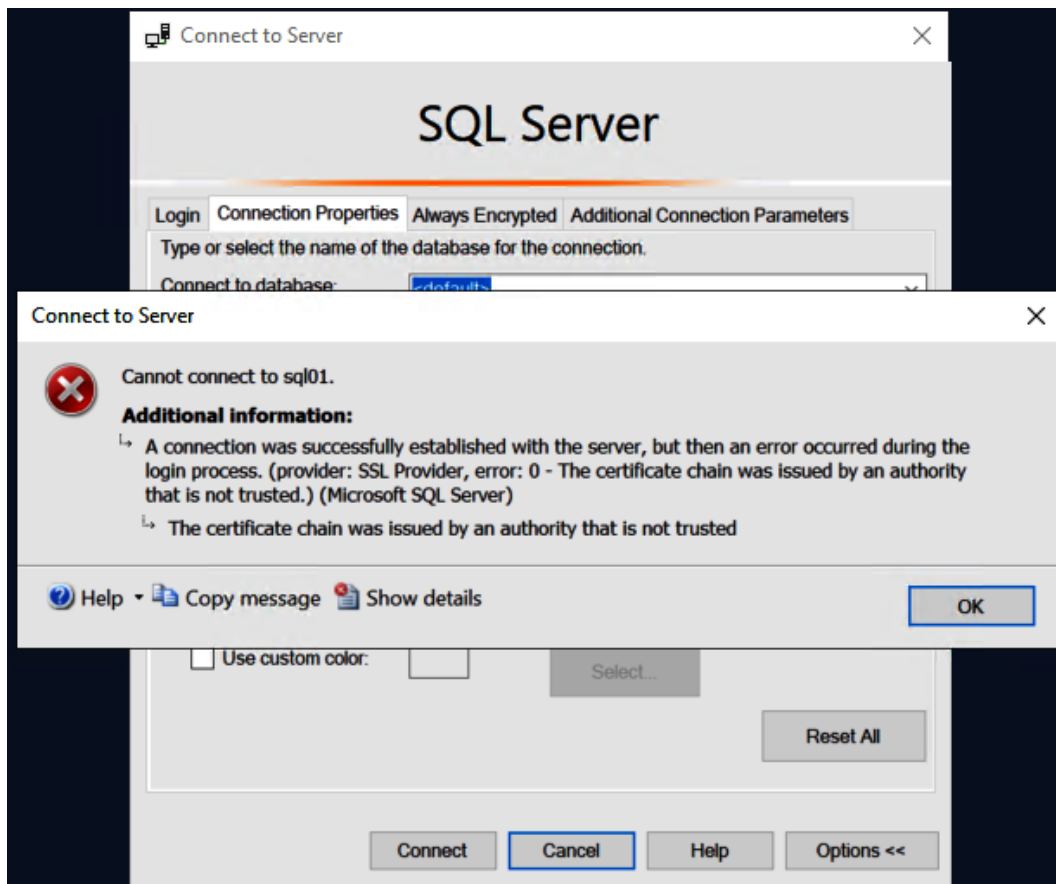 Connect to Server
SQL Server
Login Connection Properties Always Encrypted Additional Connection Parameters
Type or select the name of the database for the connection.
Connect to database: <default>
Connect to Server
Cannot connect to sql01.
Additional information:
A connection was successfully established with the server, but then an error occurred during the
login process. (provider: SSL Provider, error: 0 - The certificate chain was issued by an authority
that is not trusted.) (Microsoft SQL Server)
The certificate chain was issued by an authority that is not trusted
Help Copy message Show details OK
Use custom color: Select...
Reset All
Connect Cancel Help Options <<